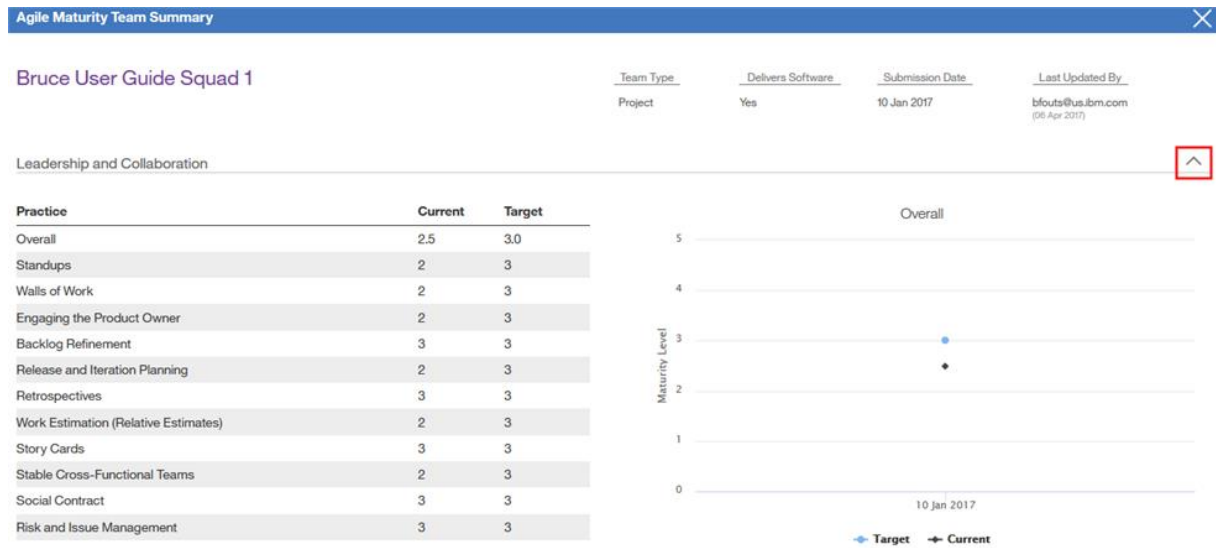 Agile Maturity Team Summary
Bruce User Guide Squad 1
Team Type Delivers Software Submission Date Last Updated By
Project Yes 10 Jan 2017 bfouts@us.ibm.com
(06 Apr 2017)
Leadership and Collaboration
Practice Current Target
Overall 2.5 3.0
Standups 2 3
Walls of Work 2 3
Engaging the Product Owner 2 3
Backlog Refinement 3 3
Release and Iteration Planning 2 3
Retrospectives 3 3
Work Estimation (Relative Estimates) 2 3
Story Cards 3 3
Stable Cross-Functional Teams 2 3
Social Contract 3 3
Risk and Issue Management 3 3
Overall
5
4
3
2
1
0
Maturity Level
10 Jan 2017
Target Current